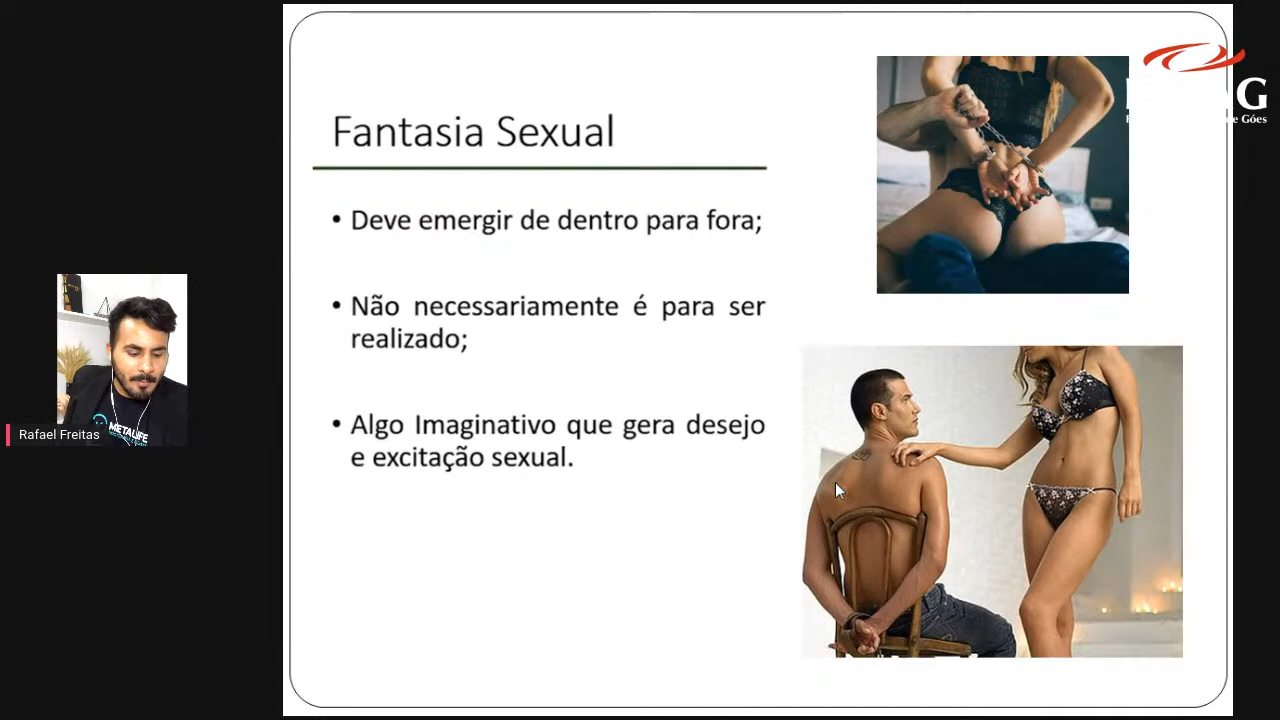 Fantasia Sexual
• Deve emergir de dentro para fora;
• Não necessariamente é para ser
realizado;
• Algo Imaginativo que gera desejo
e excitação sexual.
G
e Góes
METALIFE
Rafael Freitas